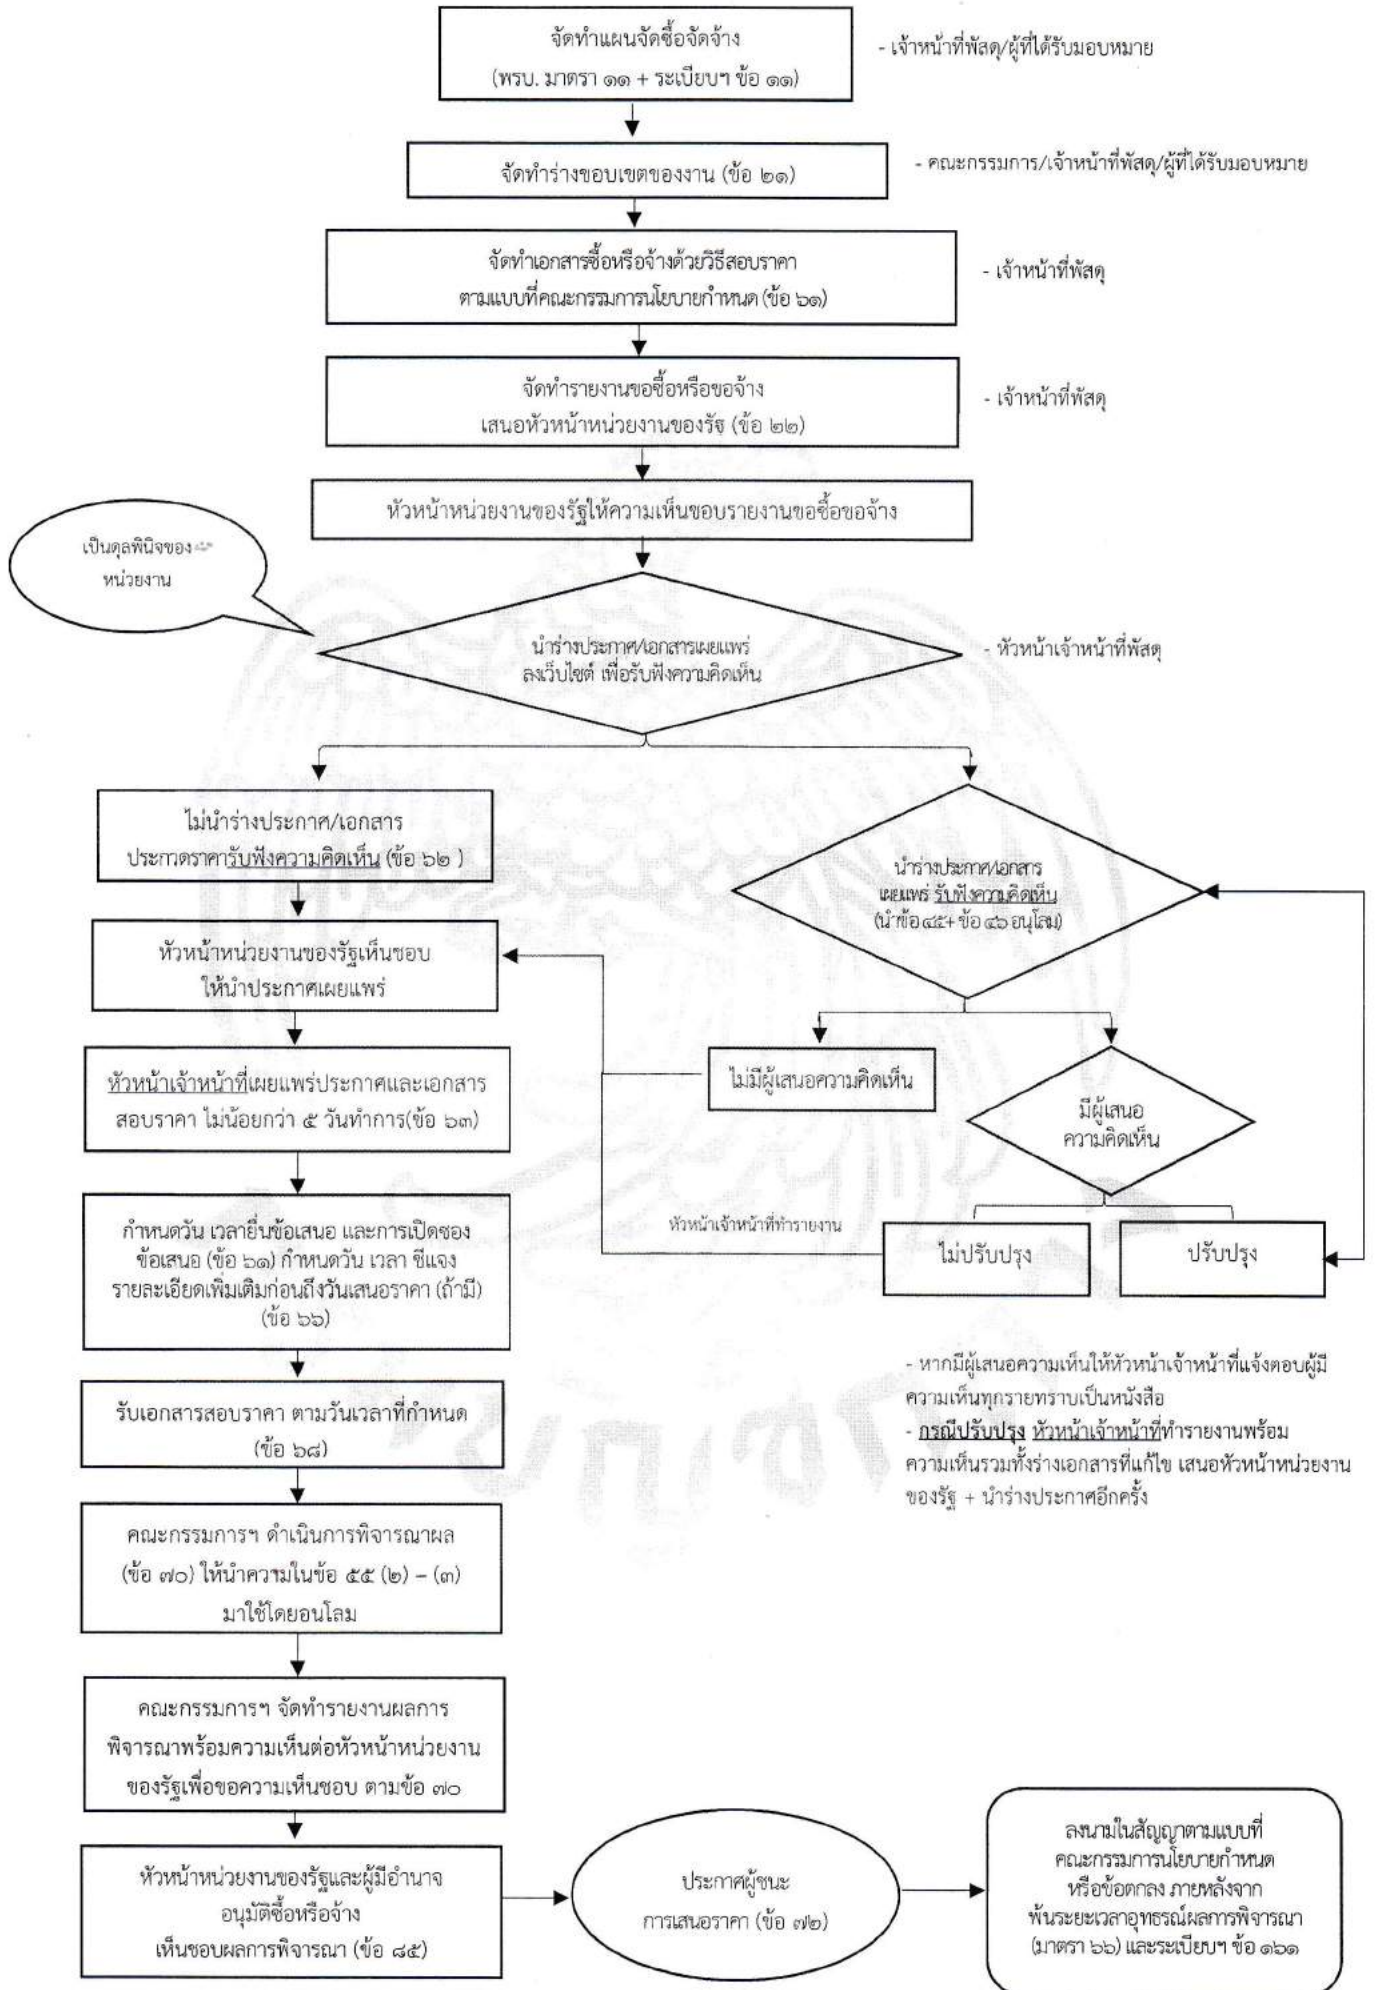 จัดทำแผนจัดซื้อจัดจ้าง
(พรบ. มาตรา ๑๑ + ระเบียบฯ ข้อ ๑๑)
- เจ้าหน้าที่พัสดุ/ผู้ที่ได้รับมอบหมาย
จัดทำร่างขอบเขตของงาน (ข้อ ๒๑)
- คณะกรรมการ/เจ้าหน้าที่พัสดุ/ผู้ที่ได้รับมอบหมาย
จัดทำเอกสารซื้อหรือจ้างด้วยวิธีสอบราคา
ตามแบบที่คณะกรรมการนโยบายกำหนด (ข้อ ๖๑)
- เจ้าหน้าที่พัสดุ
จัดทำรายงานขอซื้อหรือขอจ้าง
เสนอหัวหน้าหน่วยงานของรัฐ (ข้อ ๒๒)
- เจ้าหน้าที่พัสดุ
หัวหน้าหน่วยงานของรัฐให้ความเห็นชอบรายงานขอซื้อขอจ้าง
เป็นดุลพินิจของ
หน่วยงาน
นำร่างประกาศ/เอกสารเผยแพร่
ลงเว็บไซต์ เพื่อรับฟังความคิดเห็น
- หัวหน้าเจ้าหน้าที่พัสดุ
ไม่นำร่างประกาศ/เอกสาร
ประกวดราคารับฟังความคิดเห็น (ข้อ ๖๒ )
นำร่างประกาศ/เอกสาร
เผยแพร่ รับฟังความคิดเห็น
(นำข้อ ๔๕+ ข้อ ๔๖ อนุโลม)
หัวหน้าหน่วยงานของรัฐเห็นชอบ
ให้นำประกาศเผยแพร่
หัวหน้าเจ้าหน้าที่เผยแพร่ประกาศและเอกสาร
สอบราคา ไม่น้อยกว่า ๕ วันทำการ(ข้อ ๖๓)
ไม่มีผู้เสนอความคิดเห็น
มีผู้เสนอ
ความคิดเห็น
กำหนดวัน เวลายื่นข้อเสนอ และการเปิดซอง
ข้อเสนอ (ข้อ ๖๑) กำหนดวัน เวลา ชี้แจง
รายละเอียดเพิ่มเติมก่อนถึงวันเสนอราคา (ถ้ามี)
(ข้อ ๖๖)
หัวหน้าเจ้าหน้าที่ทำรายงาน
ไม่ปรับปรุง
ปรับปรุง
- หากมีผู้เสนอความเห็นให้หัวหน้าเจ้าหน้าที่แจ้งตอบผู้มี
ความเห็นทุกรายทราบเป็นหนังสือ
- กรณีปรับปรุง หัวหน้าเจ้าหน้าที่ทำรายงานพร้อม
ความเห็นรวมทั้งร่างเอกสารที่แก้ไข เสนอหัวหน้าหน่วยงาน
ของรัฐ + นำร่างประกาศอีกครั้ง
รับเอกสารสอบราคา ตามวันเวลาที่กำหนด
(ข้อ ๖๘)
คณะกรรมการฯ ดำเนินการพิจารณาผล
(ข้อ ๗๐) ให้นำความในข้อ ๕๕ (๒) – (๓)
มาใช้โดยอนโลม
คณะกรรมการฯ จัดทำรายงานผลการ
พิจารณาพร้อมความเห็นต่อหัวหน้าหน่วยงาน
ของรัฐเพื่อขอความเห็นชอบ ตามข้อ ๗๐
หัวหน้าหน่วยงานของรัฐและผู้มีอำนาจ
อนุมัติซื้อหรือจ้าง
เห็นชอบผลการพิจารณา (ข้อ ๘๕)
ประกาศผู้ชนะ
การเสนอราคา (ข้อ ๗๒)
ลงนามในสัญญาตามแบบที่
คณะกรรมการนโยบายกำหนด
หรือข้อตกลง ภายหลังจาก
พ้นระยะเวลาอุทธรณ์ผลการพิจารณา
(มาตรา ๖๖) และระเบียบฯ ข้อ ๑๖๑